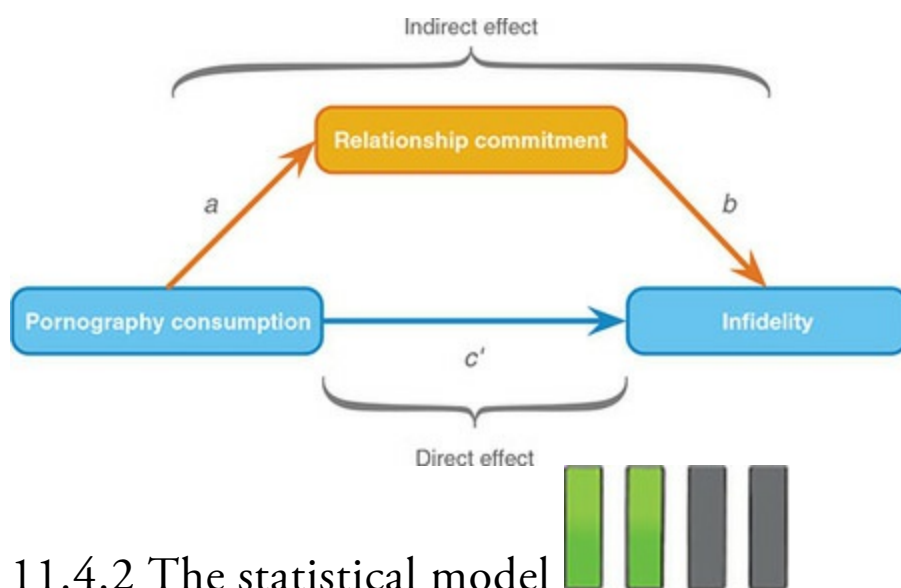 Indirect effect
Relationship commitment
a
b
Pornography consumption
Infidelity
c'
Direct effect
11.4.2 The statistical model